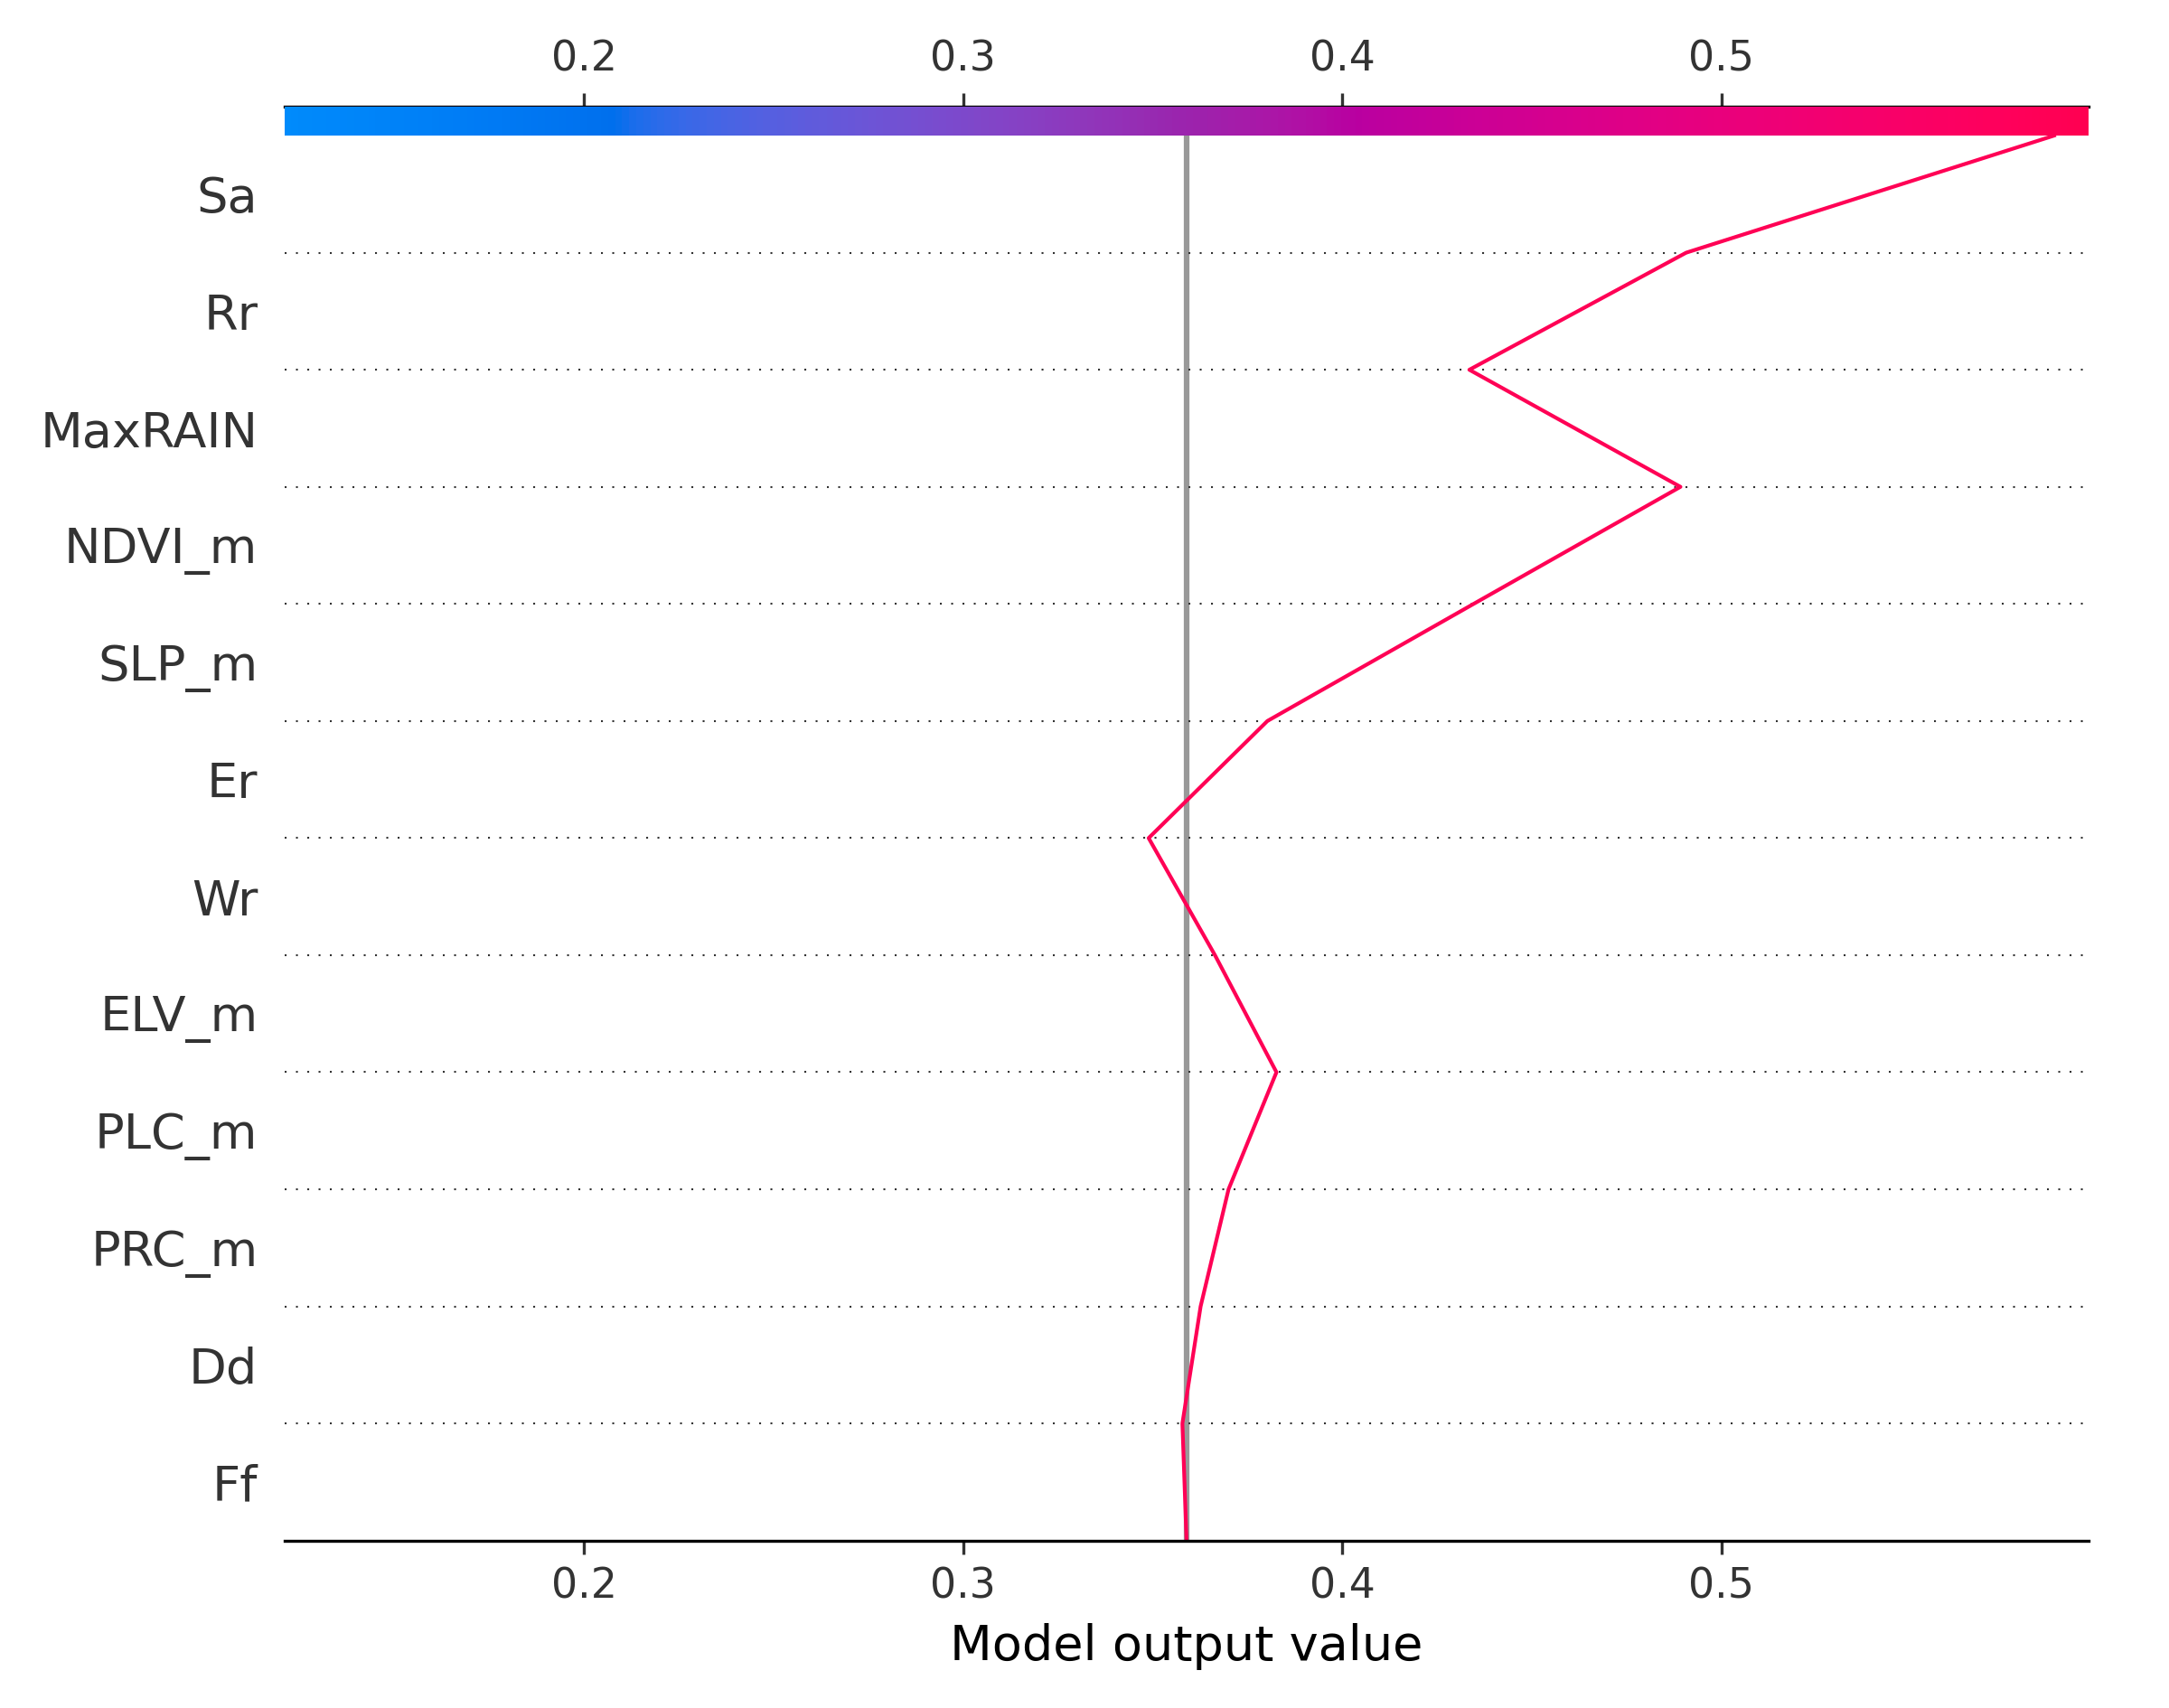 0.2 0.3 0.4 0.5
Sa
Rr
MaxRAIN
NDVI_m
SLP_m
Er
Wr
ELV_m
PLC_m
PRC_m
Dd
Ff
0.2 0.3 0.4 0.5
Model output value